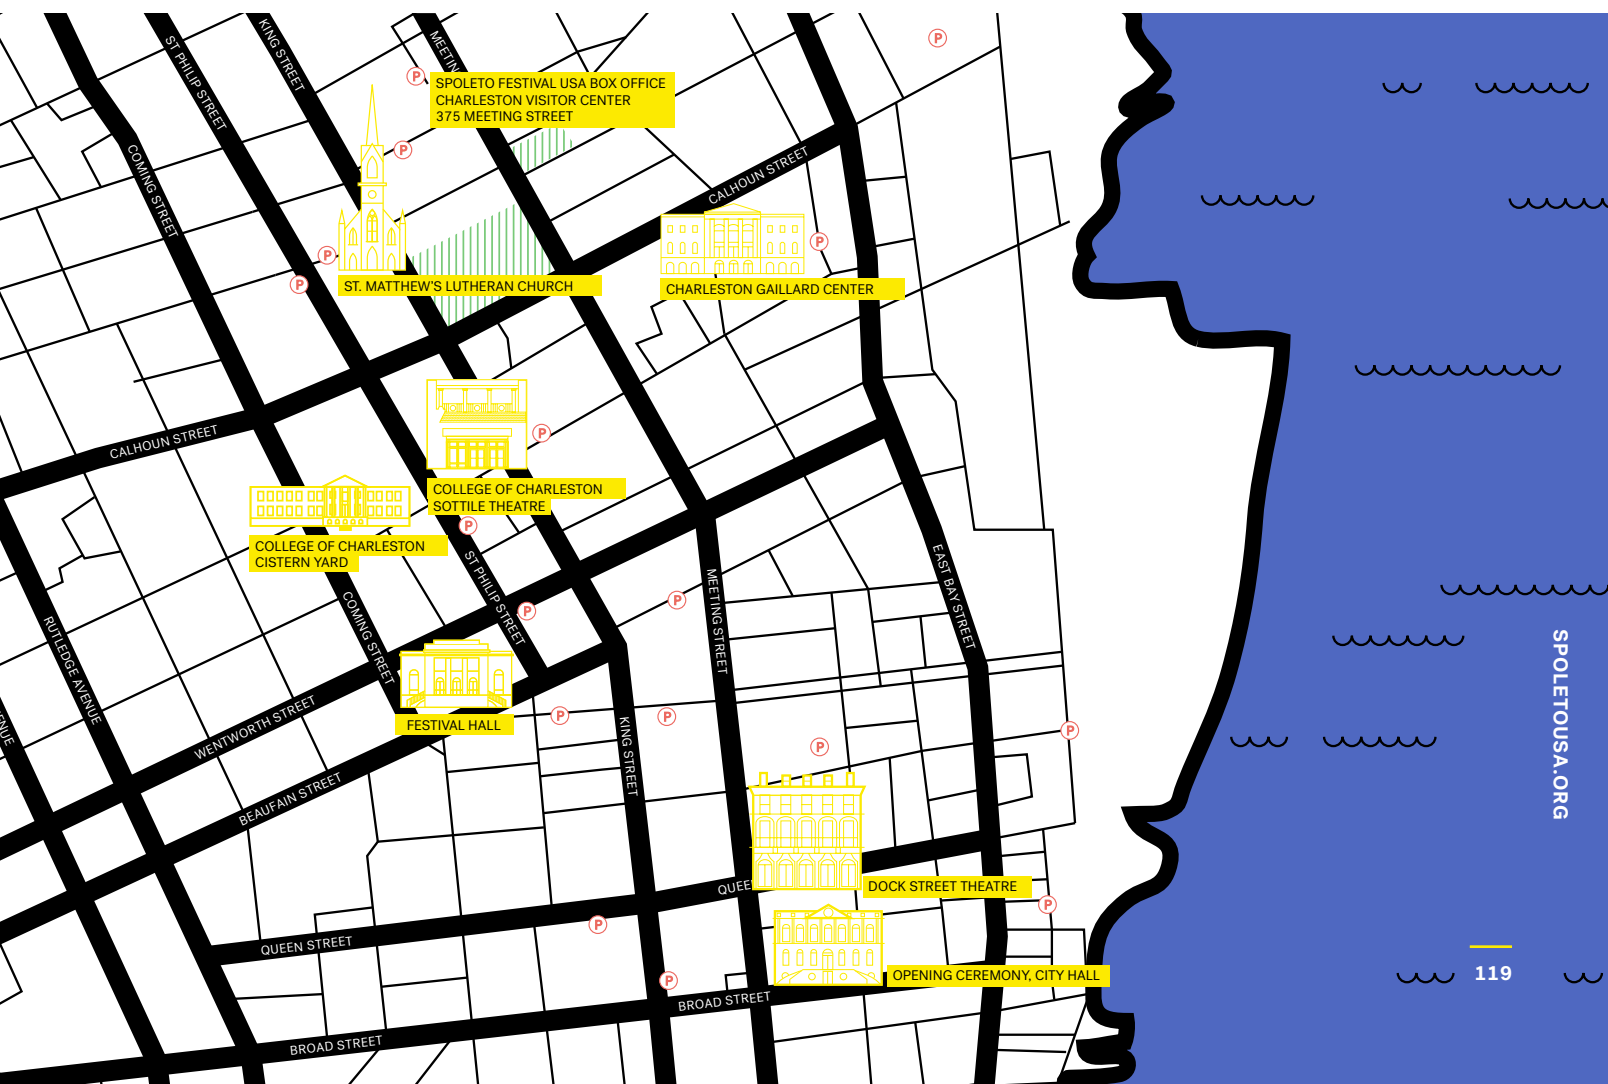 P
ST PHILIP STREET
KING STREET
P
SPOLETO FESTIVAL USA BOX OFFICE
CHARLESTON VISITOR CENTER
375 MEETING STREET
P
COMING STREET
CALHOUN STREET
P
P
P
ST. MATTHEW'S LUTHERAN CHURCH
CHARLESTON GAILLARD CENTER
CALHOUN STREET
P
COLLEGE OF CHARLESTON
SOTTILE THEATRE
P
COLLEGE OF CHARLESTON
CISTERN YARD
ST PHILIP STREET
EAST BAY STREET
MEETING STREET
COMING STREET
P
P
RUTLEDGE AVENUE
SPOLETOUSA.ORG
WENTWORTH STREET
FESTIVAL HALL
P
P
KING STREET
P
P
BEAUFAIN STREET
DOCK STREET THEATRE
P
P
QUEEN STREET
119
OPENING CEREMONY, CITY HALL
P
BROAD STREET
BROAD STREET